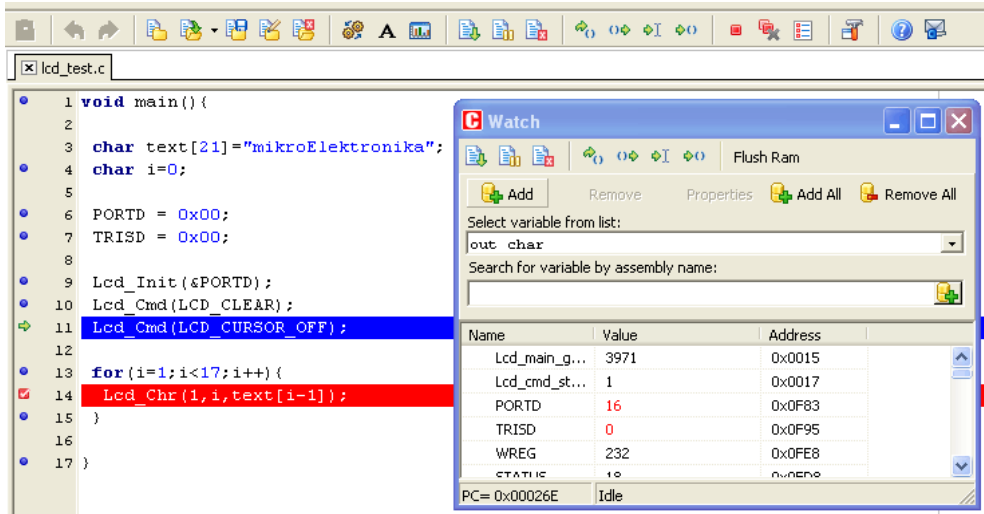 lcd_test.c
1 void main(){
2
3 char text[21]="mikroElektronika";
4 char i=0;
5
6 PORTD = 0x00;
7 TRISD = 0x00;
8
9 Lcd_Init(&PORTD);
10 Lcd_Cmd(LCD_CLEAR);
11 Lcd_Cmd(LCD_CURSOR_OFF);
12
13 for(i=1;i<17;i++){
14 Lcd_Chr(1,i,text[i-1]);
15 }
16
17 }
Watch
Flush Ram
Add Remove Properties Add All Remove All
Select variable from list:
out char
Search for variable by assembly name:
Name Value Address
Lcd_main_g... 3971 0x0015
Lcd_cmd_st... 1 0x0017
PORTD 16 0x0F83
TRISD 0 0x0F95
WREG 232 0x0FE8
STATUS 18 0x0FD8
PC= 0x00026E Idle